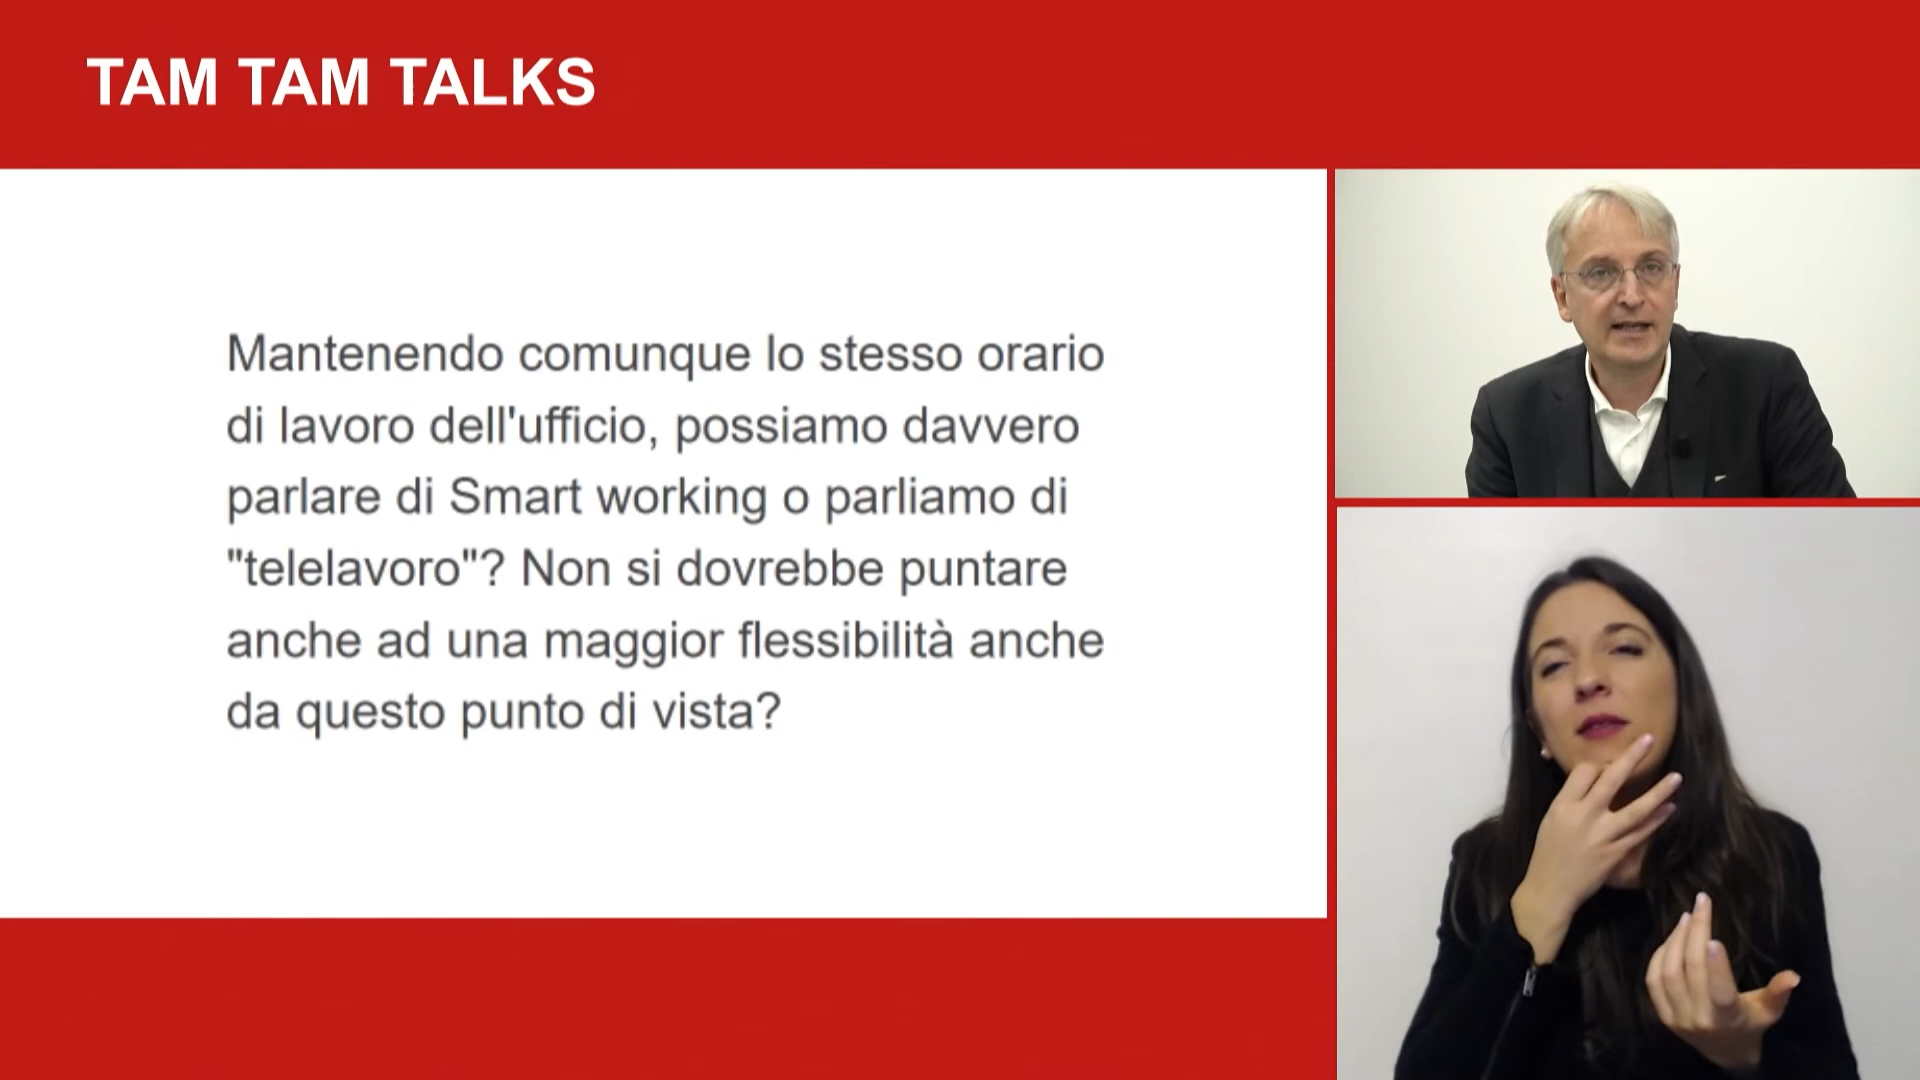 TAM TAM TALKS
Mantenendo comunque lo stesso orario
di lavoro dell'ufficio, possiamo davvero
parlare di Smart working o parliamo di
"telelavoro"? Non si dovrebbe puntare
anche ad una maggior flessibilità anche
da questo punto di vista?